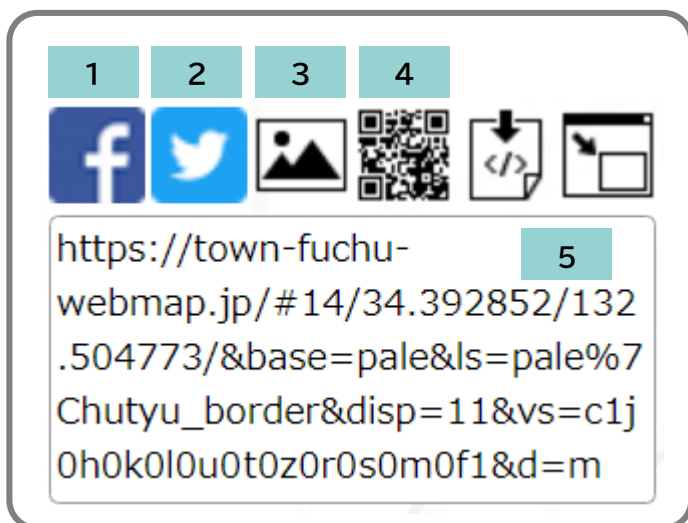 1 2 3 4
f
</>
https://town-fuchu-
5
webmap.jp/#14/34.392852/132
.504773/&base=pale&ls=pale%7
Chutyu_border&disp=11&vs=c1j
0h0k0l0u0t0z0r0s0m0f1&d=m